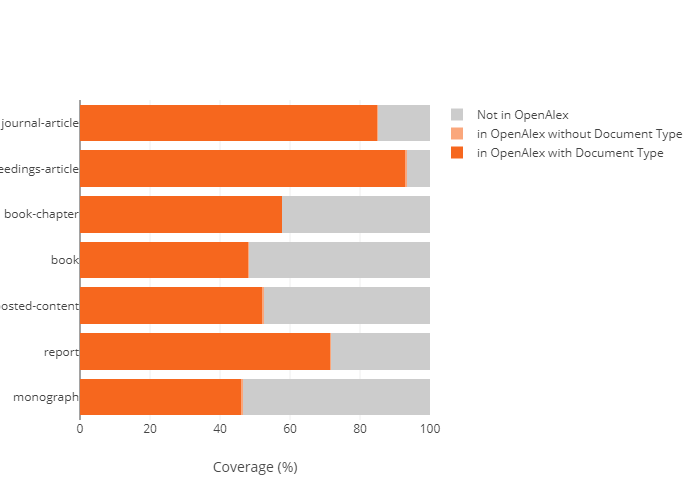 journal-article
eedings-article
book-chapter
book
osted-content
report
monograph
0 20 40 60 80 100
Coverage (%)
Not in OpenAlex
in OpenAlex without Document Type
in OpenAlex with Document Type